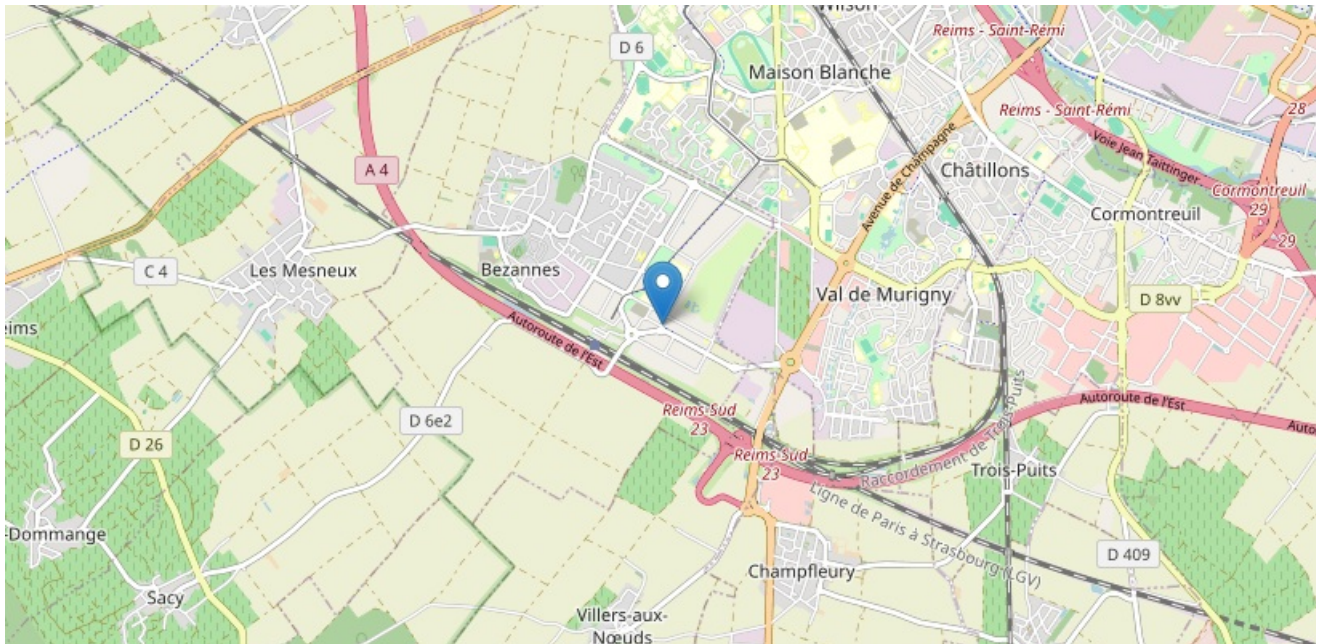 Wilson
Reims - Saint-Rémi
D 6
Maison Blanche
28
Reims - Saint-Rémi
Voie Jean Taittinger
A 4
Avenue de Champagne
Châtillons
Cormontreuil
29
Cormontreuil
29
C 4
Les Mesneux
Bezannes
Val de Murigny
D 8vv
eims
Autoroute de l'Est
Reims-Sud
23
D 6e2
D 26
Autoroute de l'Est
Auto
Reims-Sud
23
Raccordement de Trois-Puits
Trois-Puits
Ligne de Paris à Strasbourg (LGV)
-Dommange
D 409
Champfleury
Sacy
Villers-aux-
Nœuds